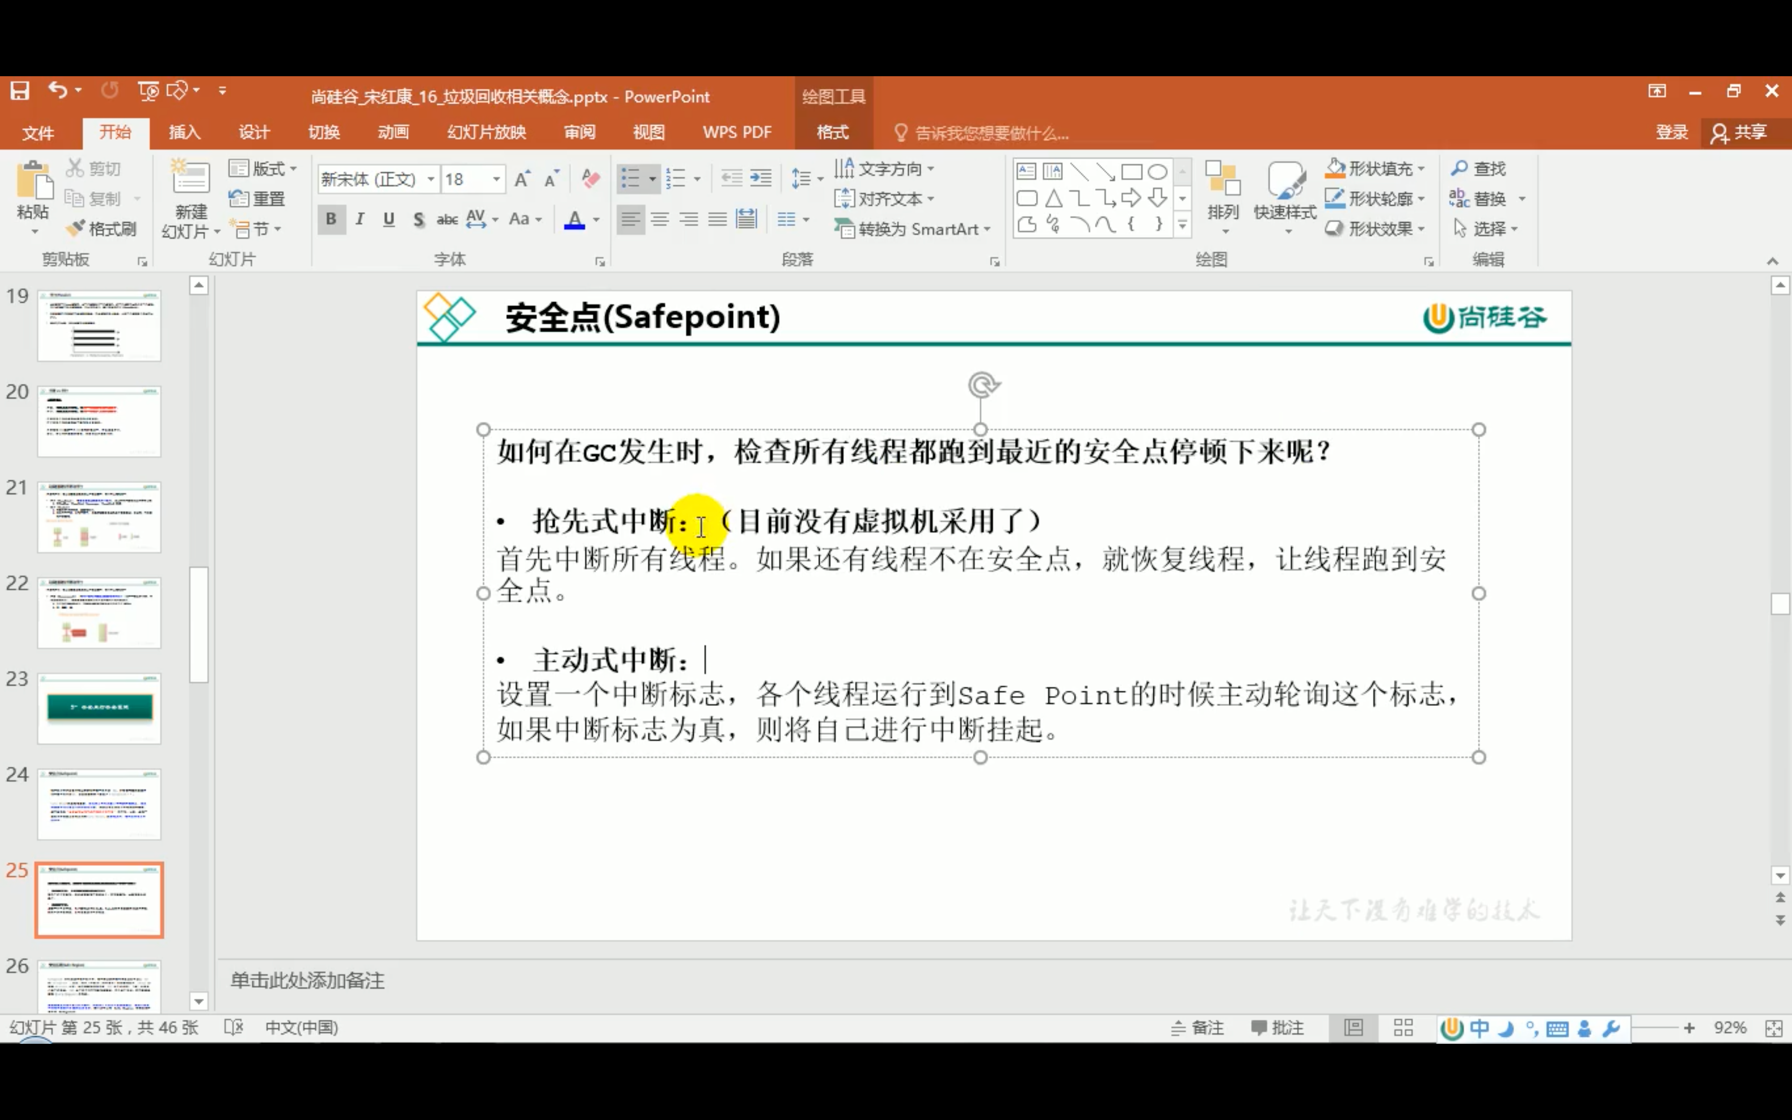 尚硅谷_宋红康_16_垃圾回收相关概念.pptx - PowerPoint
绘图工具
文件 开始 插入 设计 切换 动画 幻灯片放映 审阅 视图 WPS PDF 格式 告诉我您想要做什么... 登录 共享
粘贴
剪切
复制
格式刷
剪贴板
新建
幻灯片
版式
重置
节
幻灯片
新宋体 (正文) 18
B I U S abc AV Aa A
字体
文字方向
对齐文本
转换为 SmartArt
段落
排列
快速样式
形状填充
形状轮廓
形状效果
绘图
查找
替换
选择
编辑
19
20
21
22
23
24
25
26
安全点(Safepoint)
尚硅谷
如何在GC发生时，检查所有线程都跑到最近的安全点停顿下来呢？
• 抢先式中断：（目前没有虚拟机采用了）
首先中断所有线程。如果还有线程不在安全点，就恢复线程，让线程跑到安
全点。
• 主动式中断：
设置一个中断标志，各个线程运行到Safe Point的时候主动轮询这个标志，
如果中断标志为真，则将自己进行中断挂起。
让天下没有难学的技术
单击此处添加备注
幻灯片 第 25 张，共 46 张 中文(中国) 备注 批注 中 92%